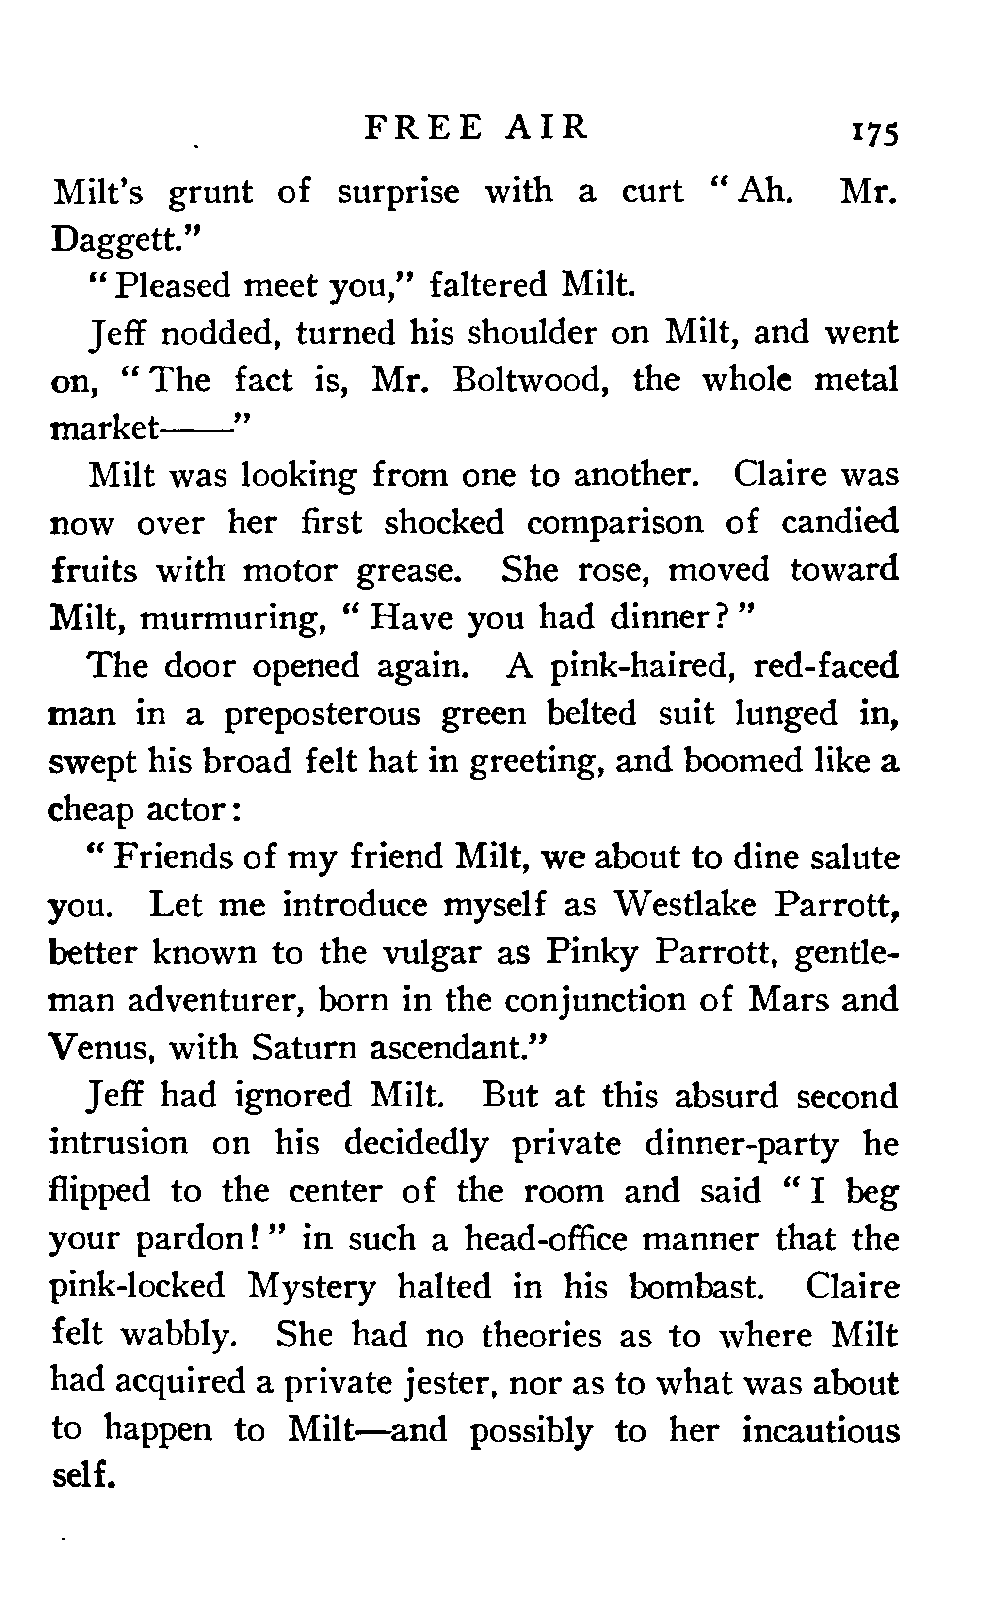 FREE AIR 175
Milt's grunt of surprise with a curt "Ah. Mr.
Daggett."
"Pleased meet you," faltered Milt.
Jeff nodded, turned his shoulder on Milt, and went
on, "The fact is, Mr. Boltwood, the whole metal
market——"
Milt was looking from one to another. Claire was
now over her first shocked comparison of candied
fruits with motor grease. She rose, moved toward
Milt, murmuring, "Have you had dinner?"
The door opened again. A pink-haired, red-faced
man in a preposterous green belted suit lunged in,
swept his broad felt hat in greeting, and boomed like a
cheap actor:
"Friends of my friend Milt, we about to dine salute
you. Let me introduce myself as Westlake Parrott,
better known to the vulgar as Pinky Parrott, gentle-
man adventurer, born in the conjunction of Mars and
Venus, with Saturn ascendant."
Jeff had ignored Milt. But at this absurd second
intrusion on his decidedly private dinner-party he
flipped to the center of the room and said "I beg
your pardon!" in such a head-office manner that the
pink-locked Mystery halted in his bombast. Claire
felt wabbly. She had no theories as to where Milt
had acquired a private jester, nor as to what was about
to happen to Milt—and possibly to her incautious
self.